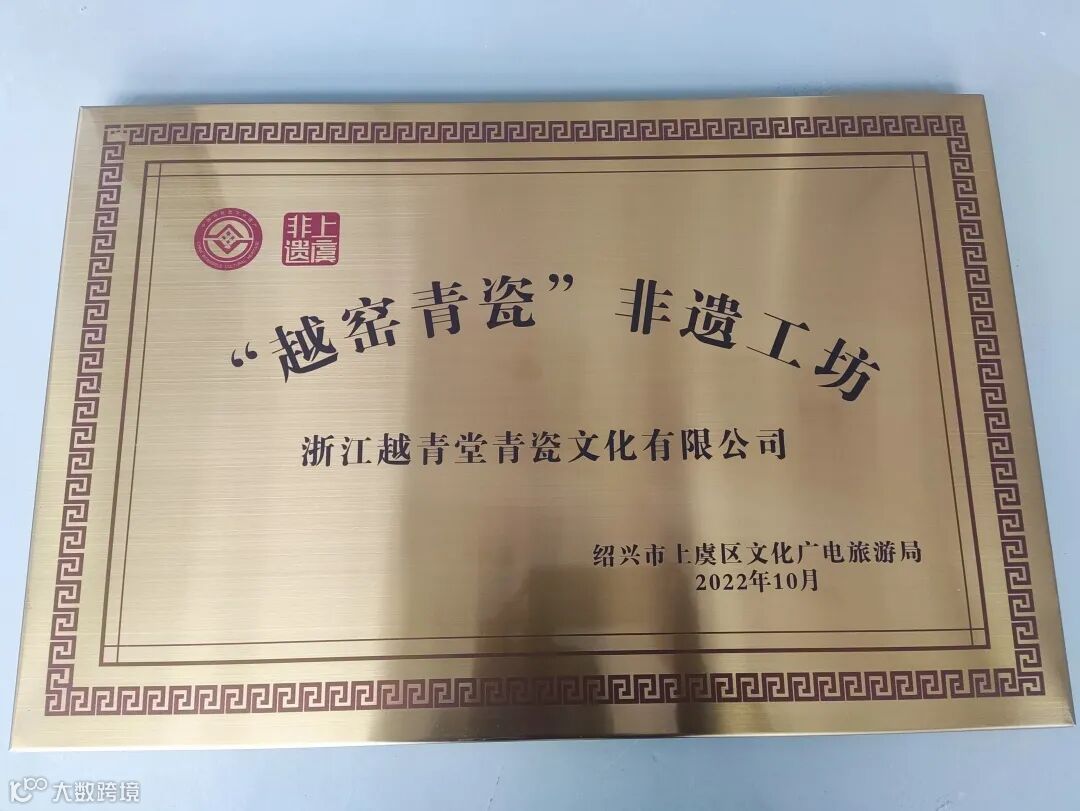 非上
遗虞
“越窑青瓷”非遗工坊
浙江越青堂青瓷文化有限公司
绍兴市上虞区文化广电旅游局
2022年10月
大数跨境